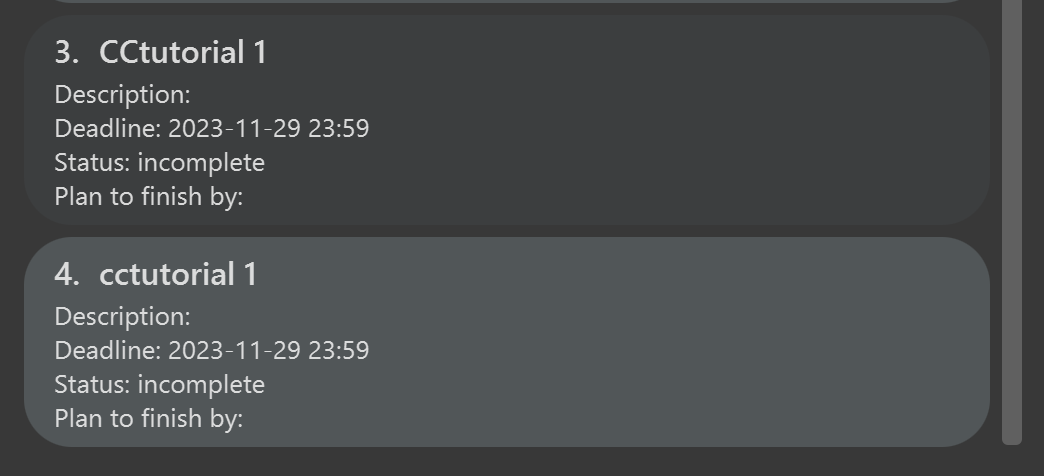 3. CCtutorial 1
Description:
Deadline: 2023-11-29 23:59
Status: incomplete
Plan to finish by:
4. cctutorial 1
Description:
Deadline: 2023-11-29 23:59
Status: incomplete
Plan to finish by: